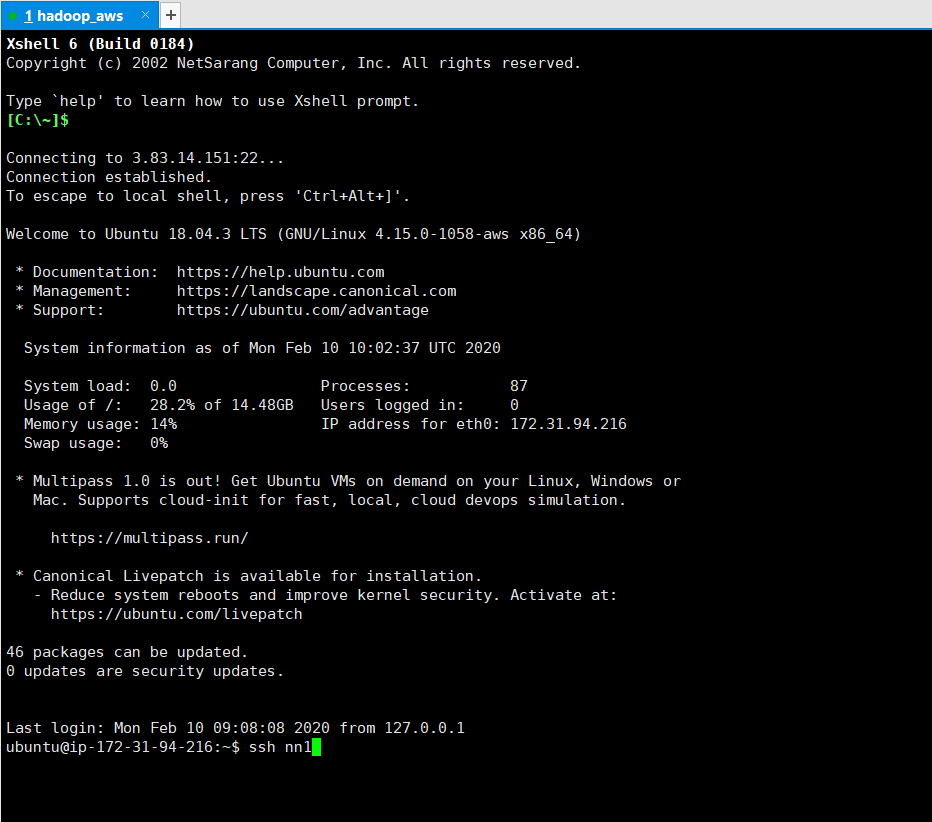 1 hadoop_aws × +
Xshell 6 (Build 0184)
Copyright (c) 2002 NetSarang Computer, Inc. All rights reserved.
Type `help' to learn how to use Xshell prompt.
[C:\~]$
Connecting to 3.83.14.151:22...
Connection established.
To escape to local shell, press 'Ctrl+Alt+]'.
Welcome to Ubuntu 18.04.3 LTS (GNU/Linux 4.15.0-1058-aws x86_64)
* Documentation:  https://help.ubuntu.com
* Management:     https://landscape.canonical.com
* Support:        https://ubuntu.com/advantage
System information as of Mon Feb 10 10:02:37 UTC 2020
System load:  0.0                Processes:           87
Usage of /:   28.2% of 14.48GB   Users logged in:     0
Memory usage: 14%                IP address for eth0: 172.31.94.216
Swap usage:   0%
* Multipass 1.0 is out! Get Ubuntu VMs on demand on your Linux, Windows or
Mac. Supports cloud-init for fast, local, cloud devops simulation.
https://multipass.run/
* Canonical Livepatch is available for installation.
- Reduce system reboots and improve kernel security. Activate at:
https://ubuntu.com/livepatch
46 packages can be updated.
0 updates are security updates.
Last login: Mon Feb 10 09:08:08 2020 from 127.0.0.1
ubuntu@ip-172-31-94-216:~$ ssh nn1